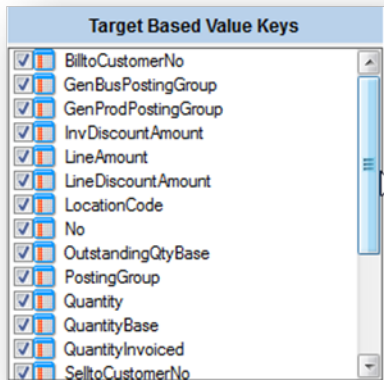 Target Based Value Keys
BilltoCustomerNo
GenBusPostingGroup
GenProdPostingGroup
InvDiscountAmount
LineAmount
LineDiscountAmount
LocationCode
No
OutstandingQtyBase
PostingGroup
Quantity
QuantityBase
QuantityInvoiced
SelltoCustomerNo